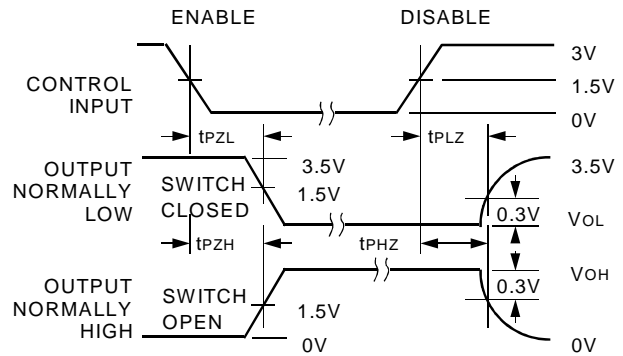 ENABLE DISABLE
3V
CONTROL
INPUT
1.5V
0V
tPZL tPLZ
OUTPUT
NORMALLY
LOW
SWITCH
CLOSED
3.5V
1.5V
3.5V
0.3V
VOL
tPZH tPHZ
OUTPUT
NORMALLY
HIGH
SWITCH
OPEN
1.5V
0V
VOH
0.3V
0V